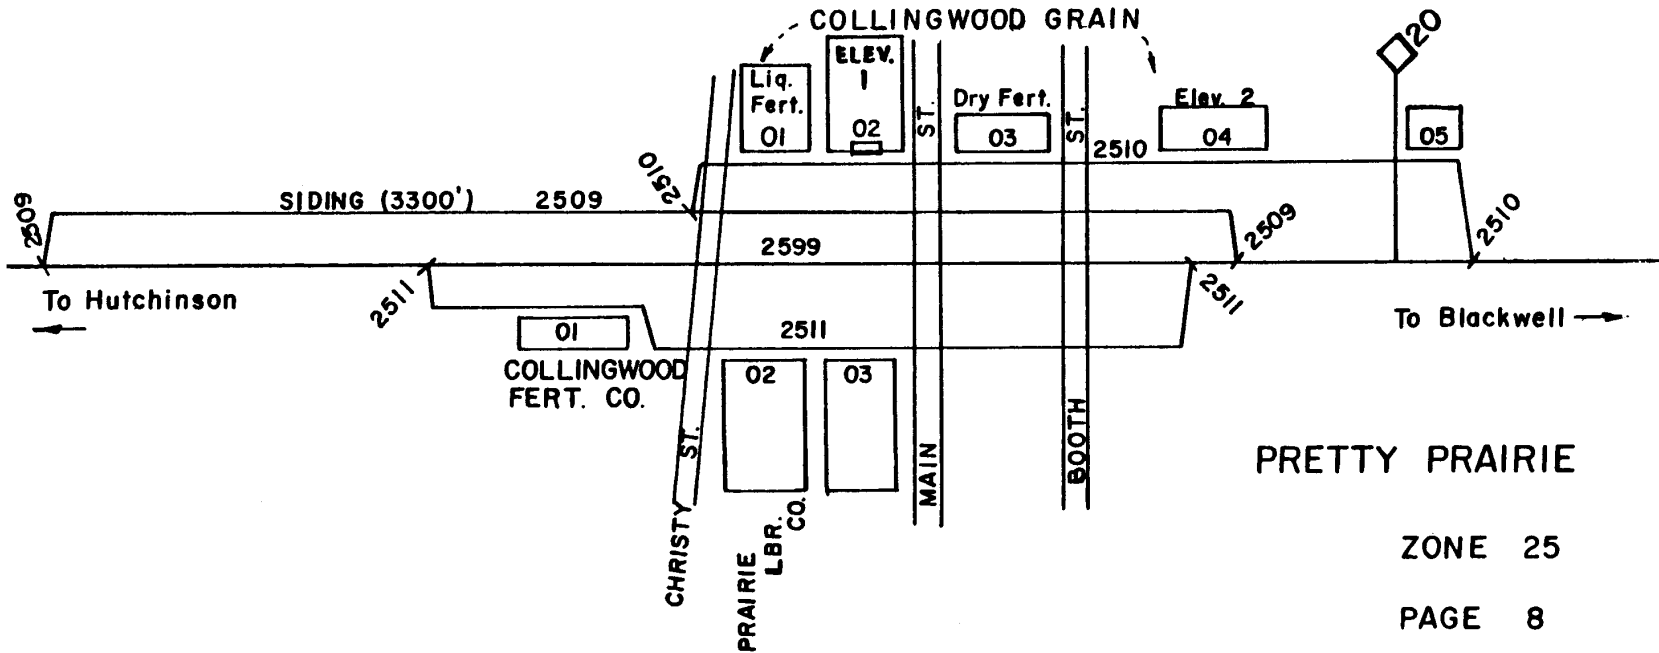 COLLINGWOOD GRAIN
20
Liq.
Fert.
01
ELEV.
1
02
ST.
Dry Fert.
03
ST.
Elev. 2
04
05
2510
2510
SIDING (3300')
2509
2509
2509
2510
2599
To Hutchinson
2511
2511
To Blackwell
01
2511
COLLINGWOOD
FERT. CO.
02
03
CHRISTY ST.
PRAIRIE
LBR.
CO.
MAIN
BOOTH
PRETTY PRAIRIE
ZONE 25
PAGE 8